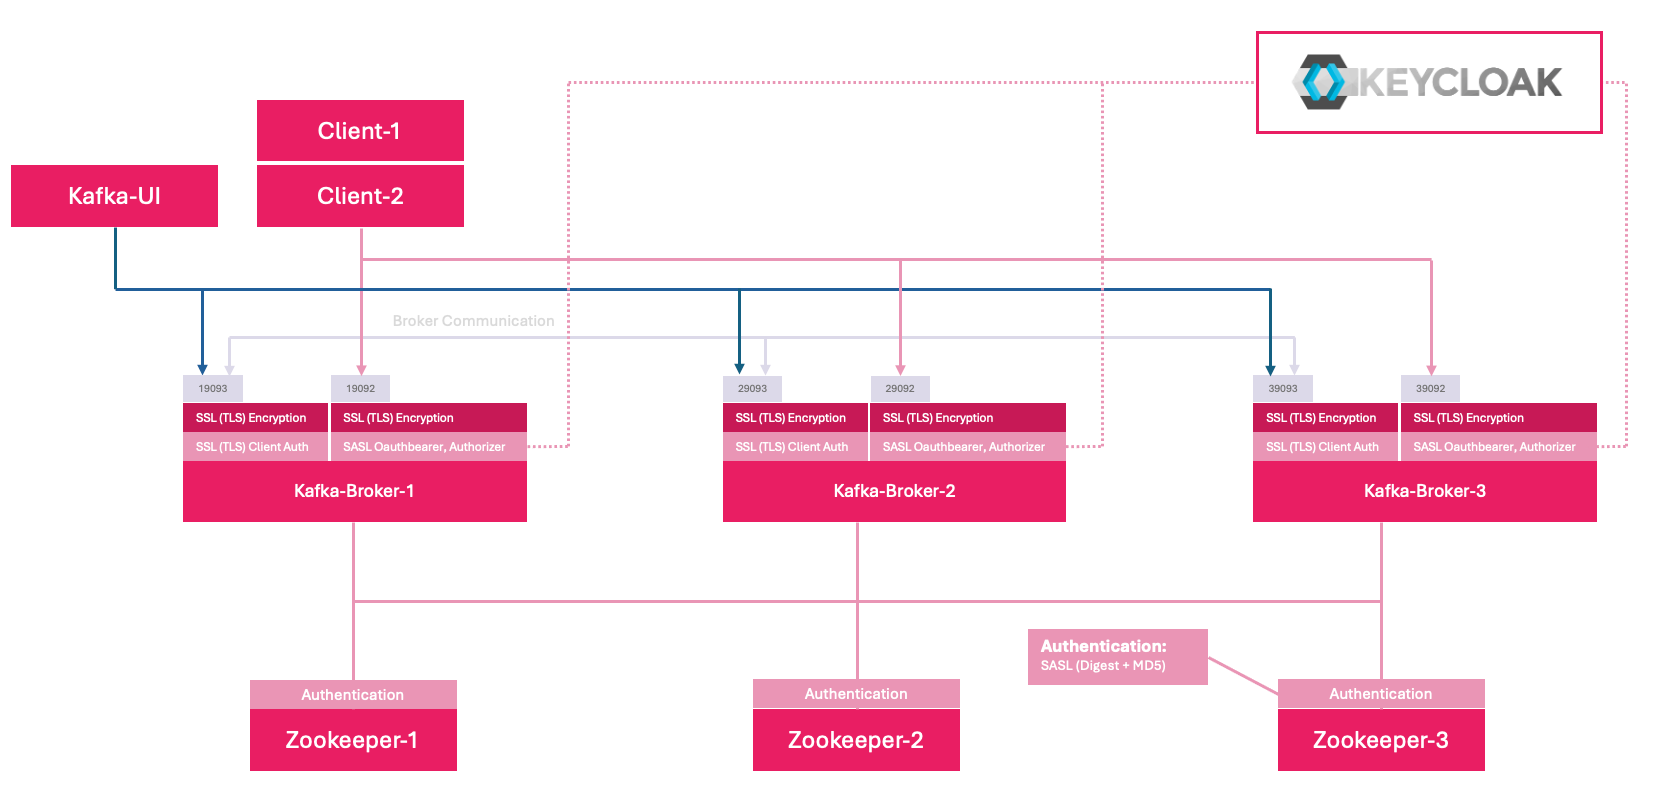 KEYCLOAK
Client-1
Kafka-UI
Client-2
Broker Communication
19093
19092
29093
29092
39093
39092
SSL (TLS) Encryption
SSL (TLS) Encryption
SSL (TLS) Encryption
SSL (TLS) Encryption
SSL (TLS) Encryption
SSL (TLS) Encryption
SSL (TLS) Client Auth
SASL Oauthbearer, Authorizer
SSL (TLS) Client Auth
SASL Oauthbearer, Authorizer
SSL (TLS) Client Auth
SASL Oauthbearer, Authorizer
Kafka-Broker-1
Kafka-Broker-2
Kafka-Broker-3
Authentication:
SASL (Digest + MD5)
Authentication
Authentication
Authentication
Zookeeper-1
Zookeeper-2
Zookeeper-3